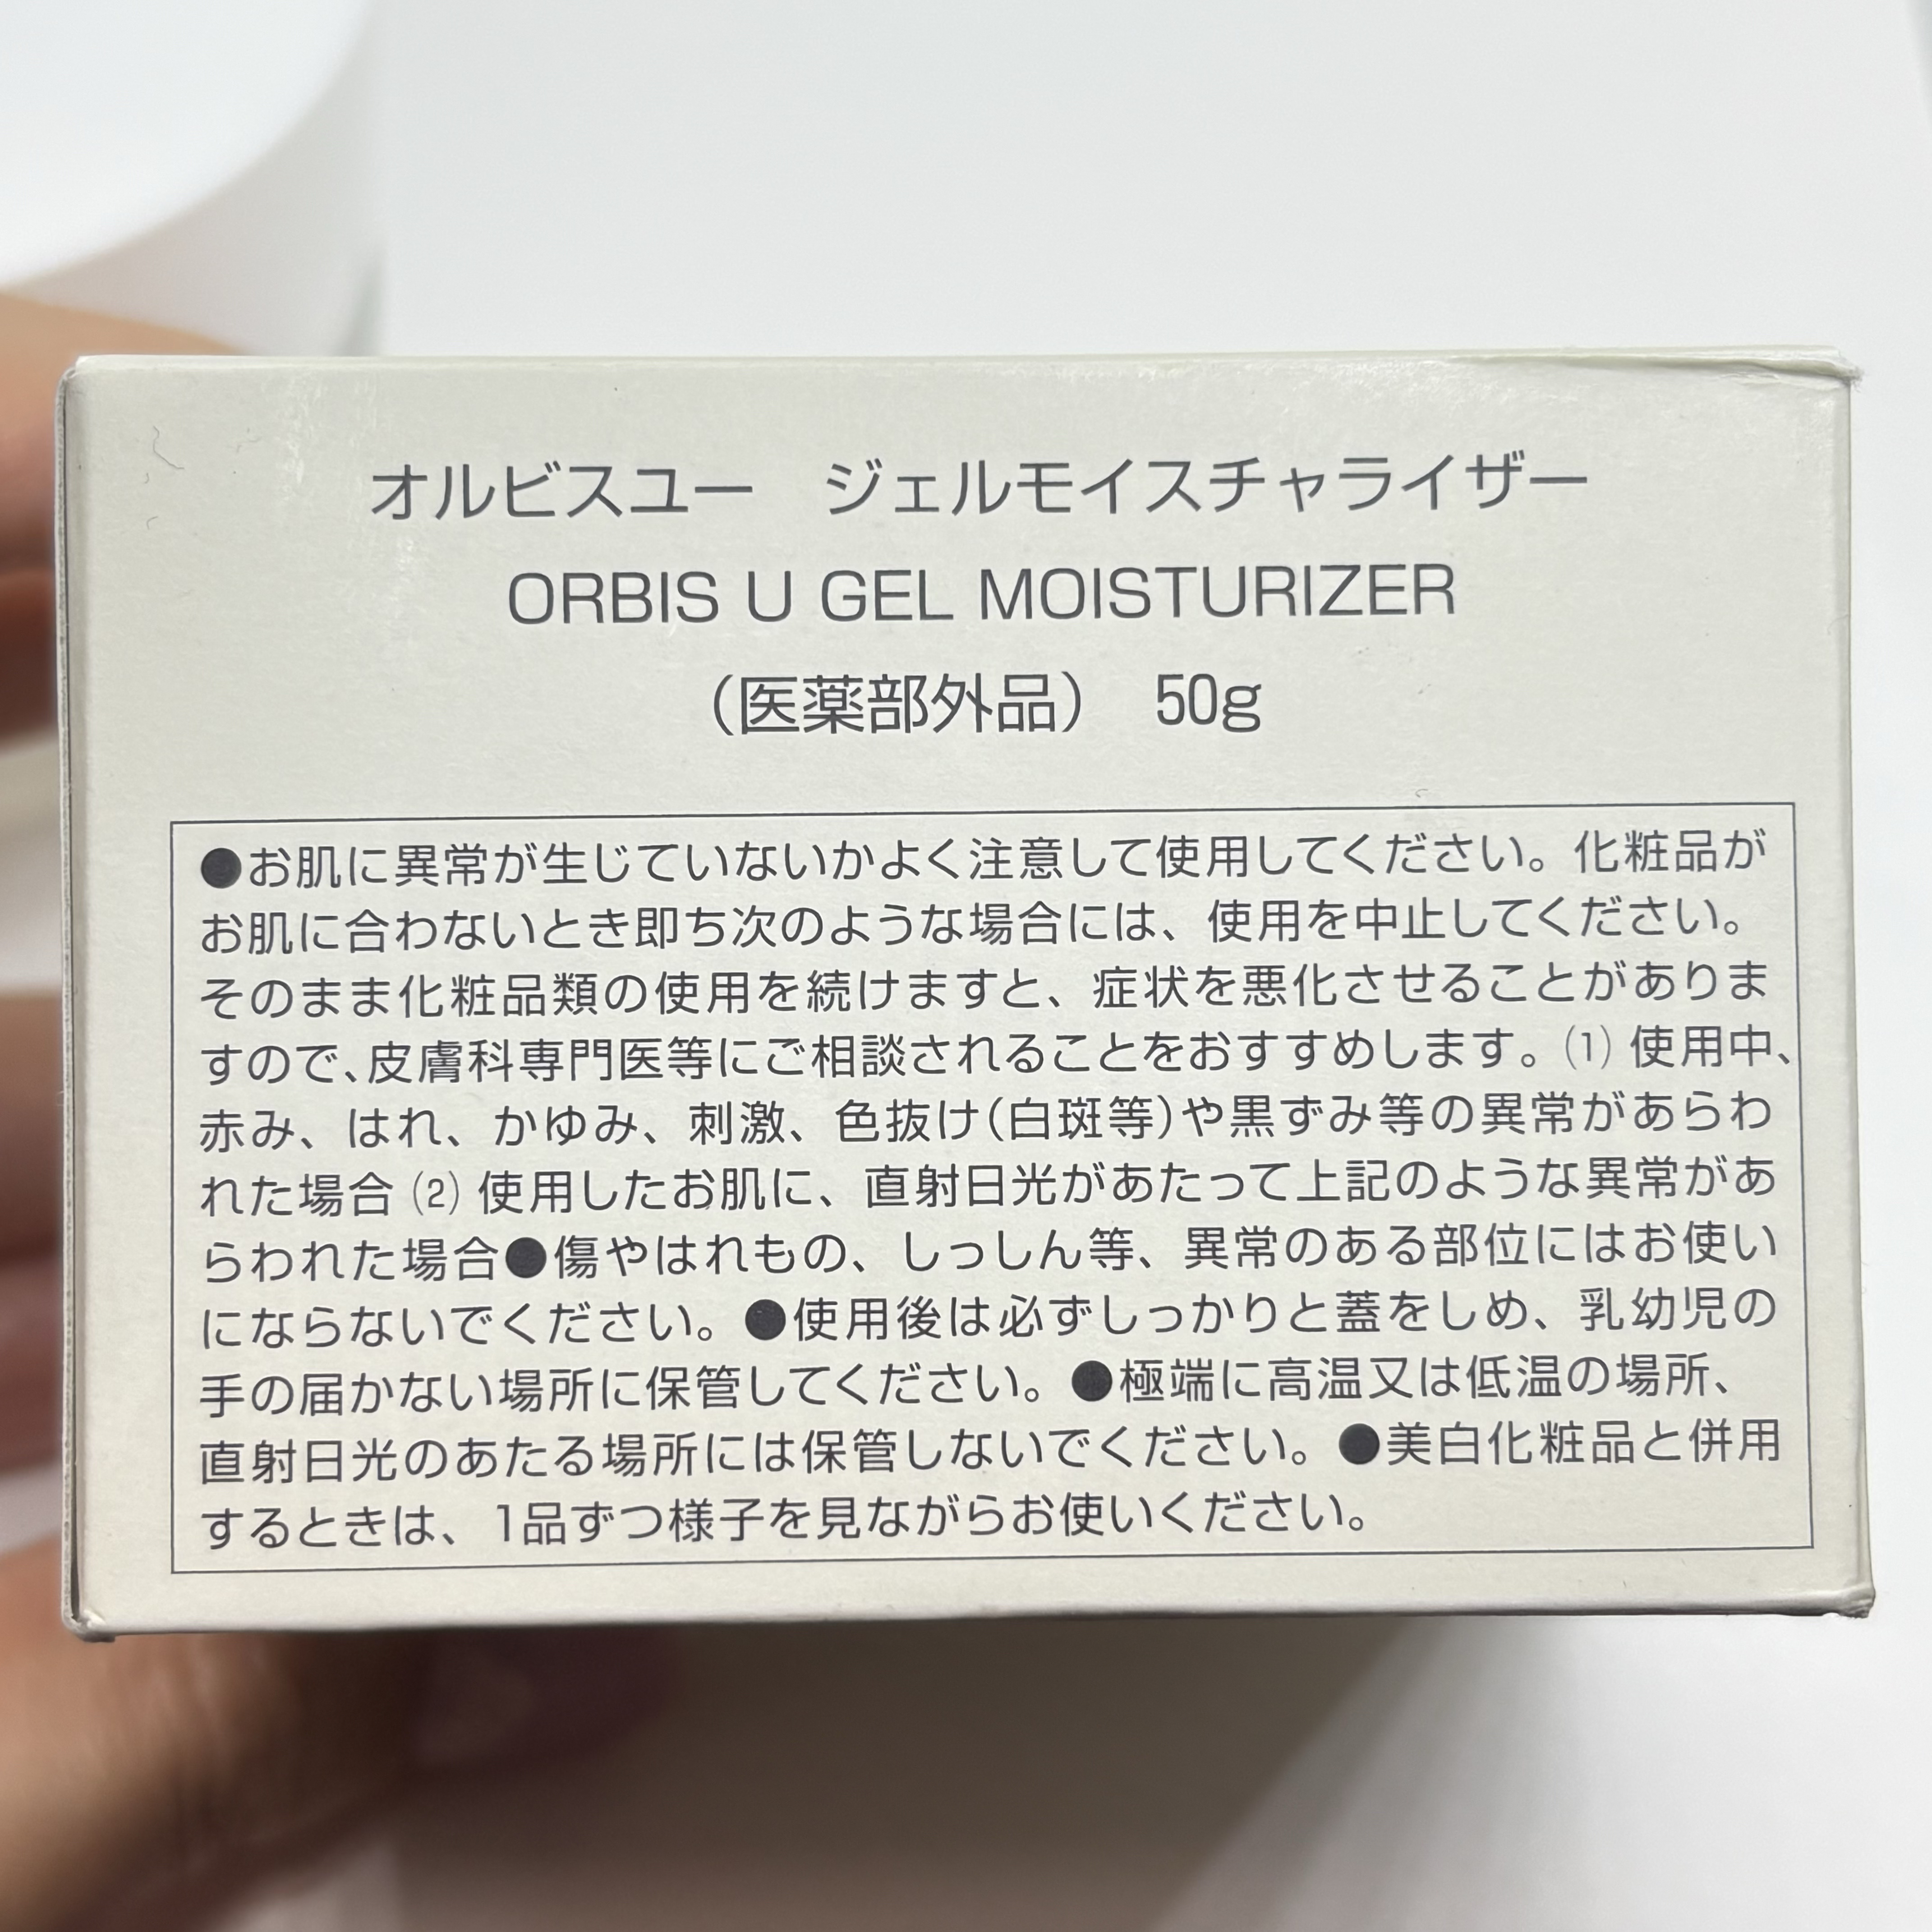 オルビスユー　ジェルモイスチャライザー
ORBIS U GEL MOISTURIZER
（医薬部外品）　50g
●お肌に異常が生じていないかよく注意して使用してください。化粧品が
お肌に合わないとき即ち次のような場合には、使用を中止してください。
そのまま化粧品類の使用を続けますと、症状を悪化させることがありま
すので、皮膚科専門医等にご相談されることをおすすめします。⑴ 使用中、
赤み、はれ、かゆみ、刺激、色抜け(白斑等)や黒ずみ等の異常があらわ
れた場合 ⑵ 使用したお肌に、直射日光があたって上記のような異常があ
らわれた場合●傷やはれもの、しっしん等、異常のある部位にはお使い
にならないでください。●使用後は必ずしっかりと蓋をしめ、乳幼児の
手の届かない場所に保管してください。●極端に高温又は低温の場所、
直射日光のあたる場所には保管しないでください。●美白化粧品と併用
するときは、1品ずつ様子を見ながらお使いください。